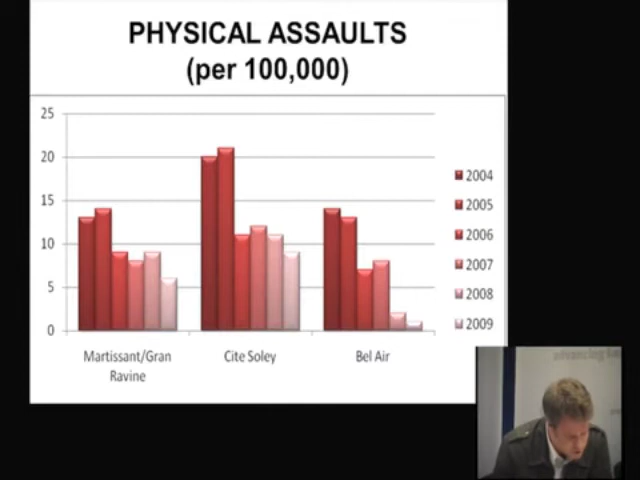 PHYSICAL ASSAULTS
(per 100,000)
25
20
15
10
5
0
Martissant/Gran
Ravine
Cite Soley
Bel Air
2004
2005
2006
2007
2008
2009
advancing